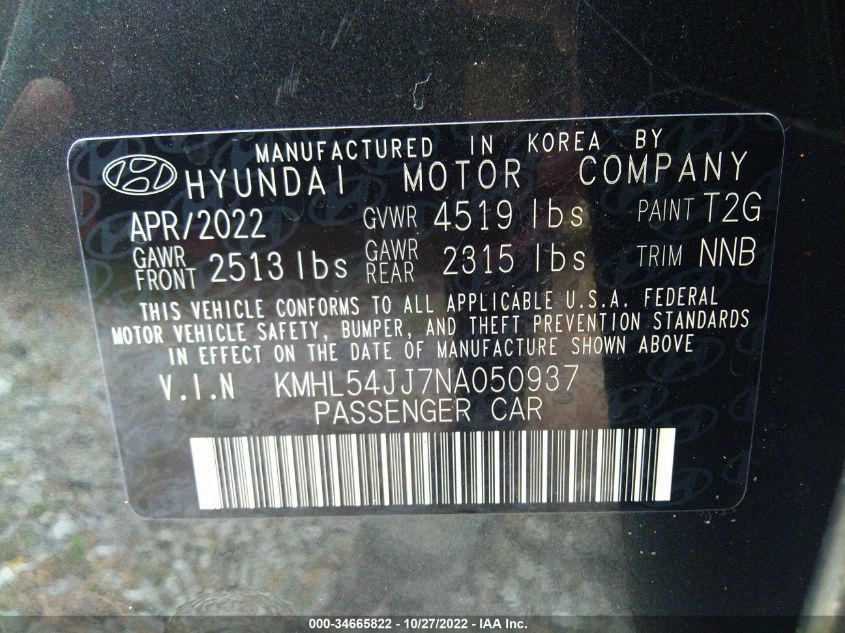 MANUFACTURED IN KOREA BY
HYUNDAI MOTOR COMPANY
APR/2022 GVWR 4519 lbs PAINT T2G
GAWR FRONT 2513 lbs GAWR REAR 2315 lbs TRIM NNB
THIS VEHICLE CONFORMS TO ALL APPLICABLE U.S.A. FEDERAL
MOTOR VEHICLE SAFETY, BUMPER, AND THEFT PREVENTION STANDARDS
IN EFFECT ON THE DATE OF MANUFACTURE SHOWN ABOVE
V.I.N KMHL54JJ7NA050937
PASSENGER CAR
000-34665822 - 10/27/2022 - IAA Inc.